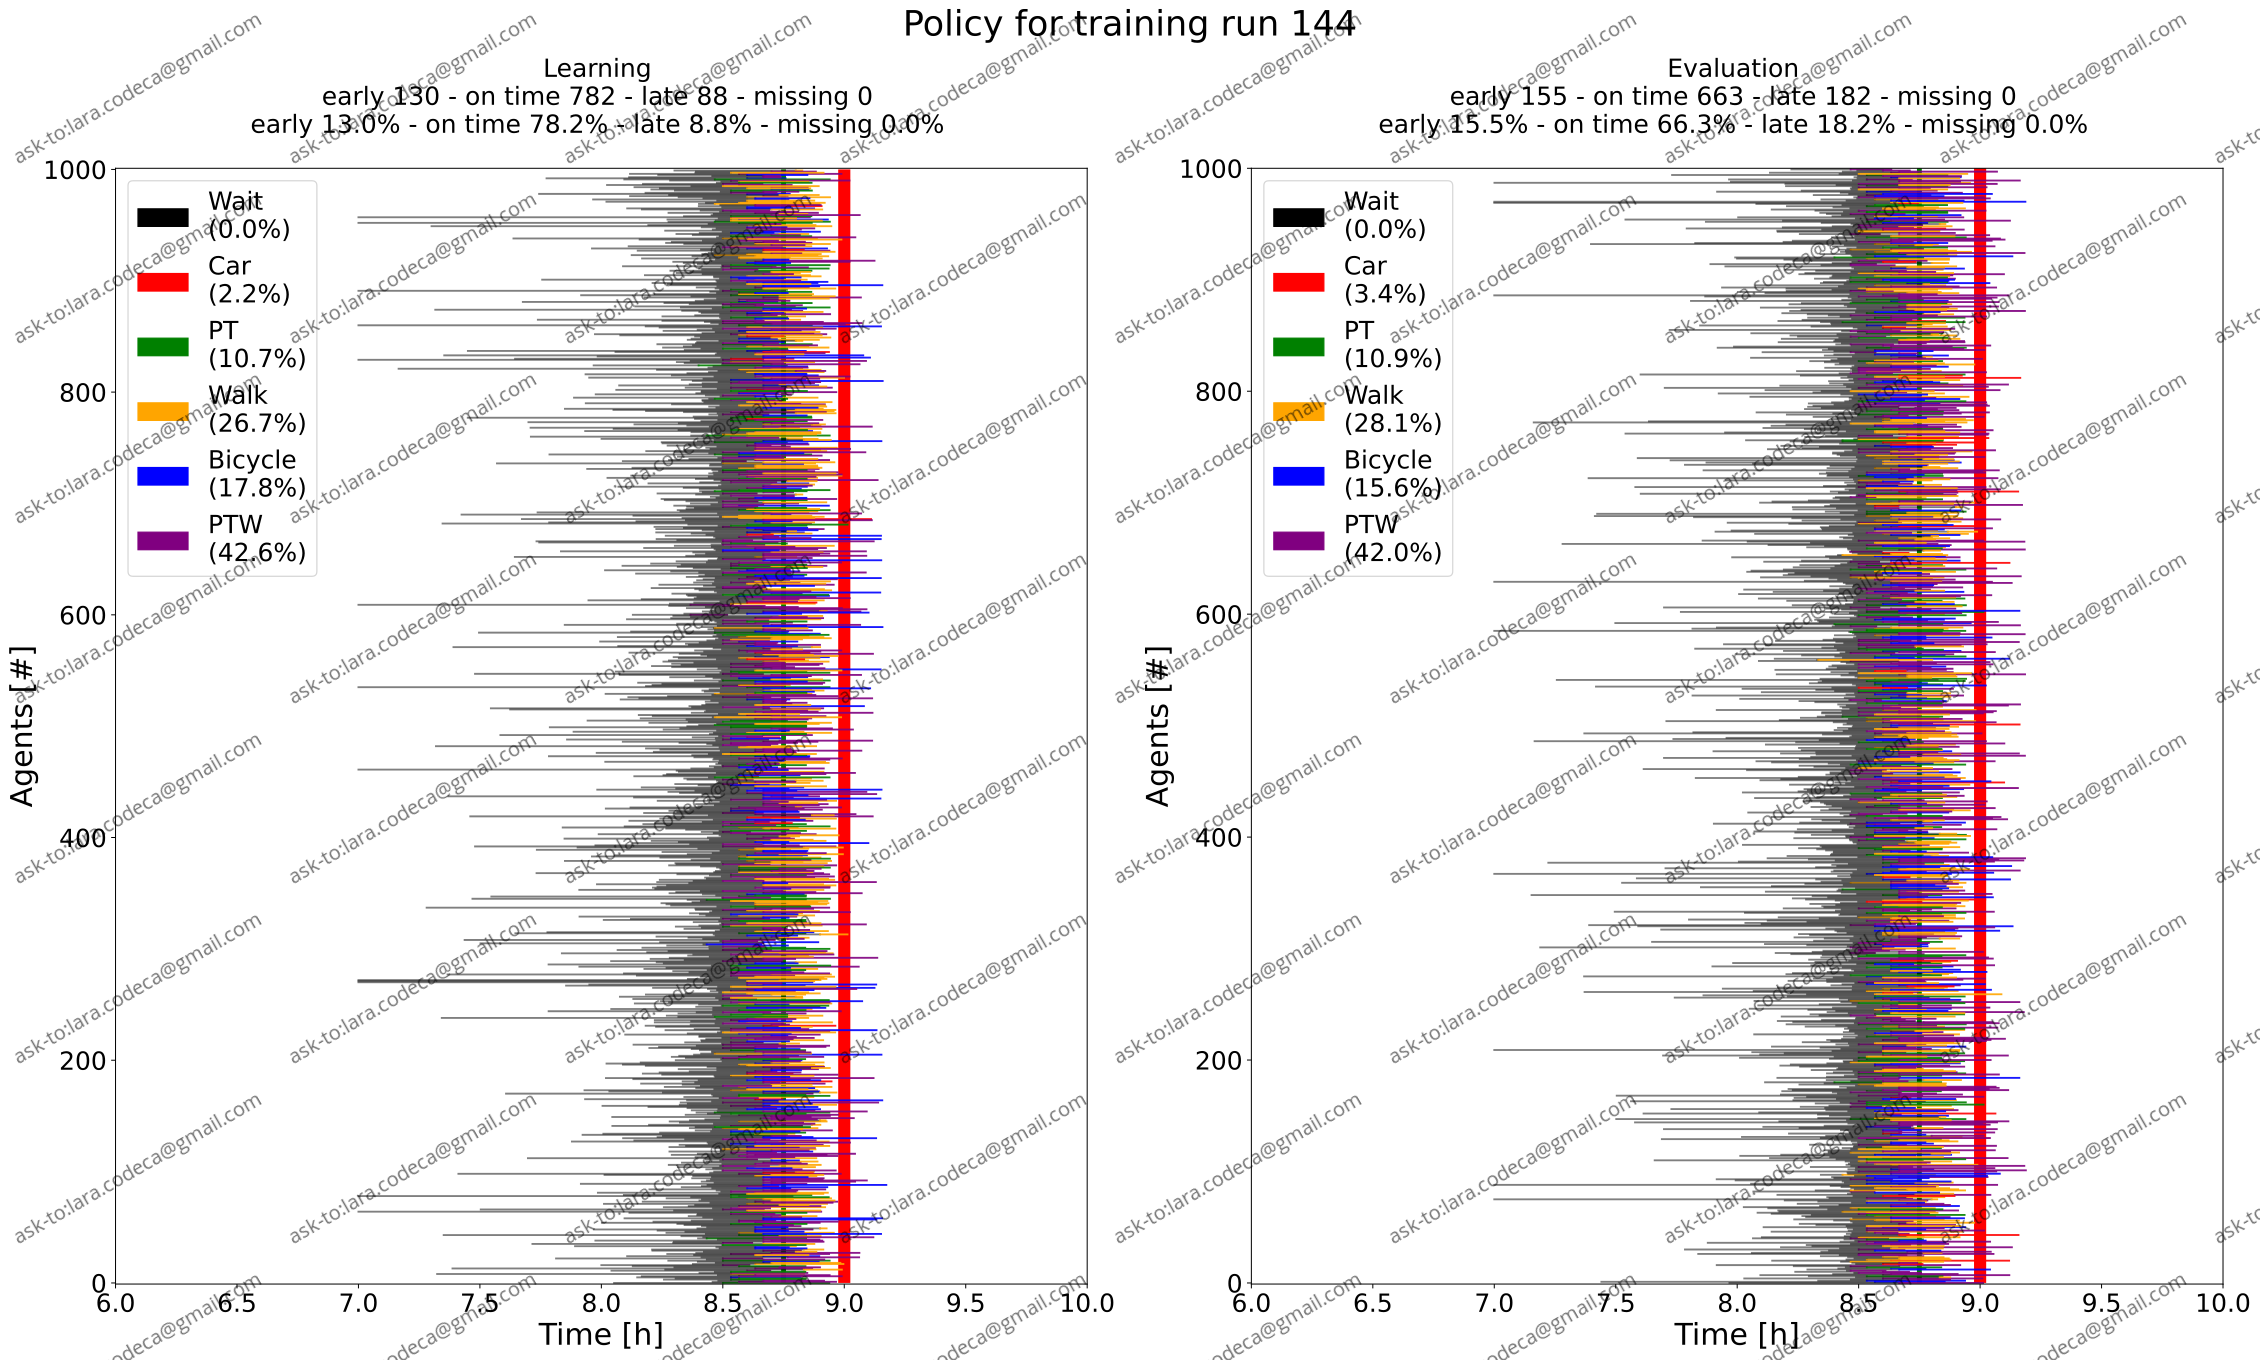 Policy for training run 144
Learning
early 130 - on time 782 - late 88 - missing 0
early 13.0% - on time 78.2% - late 8.8% - missing 0.0%
1000
800
600
400
200
0
Agents [#]
Wait
(0.0%)
Car
(2.2%)
PT
(10.7%)
Walk
(26.7%)
Bicycle
(17.8%)
PTW
(42.6%)
6.0 6.5 7.0 7.5 8.0 8.5 9.0 9.5 10.0
Time [h]
Evaluation
early 155 - on time 663 - late 182 - missing 0
early 15.5% - on time 66.3% - late 18.2% - missing 0.0%
1000
800
600
400
200
0
Agents [#]
Wait
(0.0%)
Car
(3.4%)
PT
(10.9%)
Walk
(28.1%)
Bicycle
(15.6%)
PTW
(42.0%)
6.0 6.5 7.0 7.5 8.0 8.5 9.0 9.5 10.0
Time [h]
ask-to:lara.codeca@gmail.com